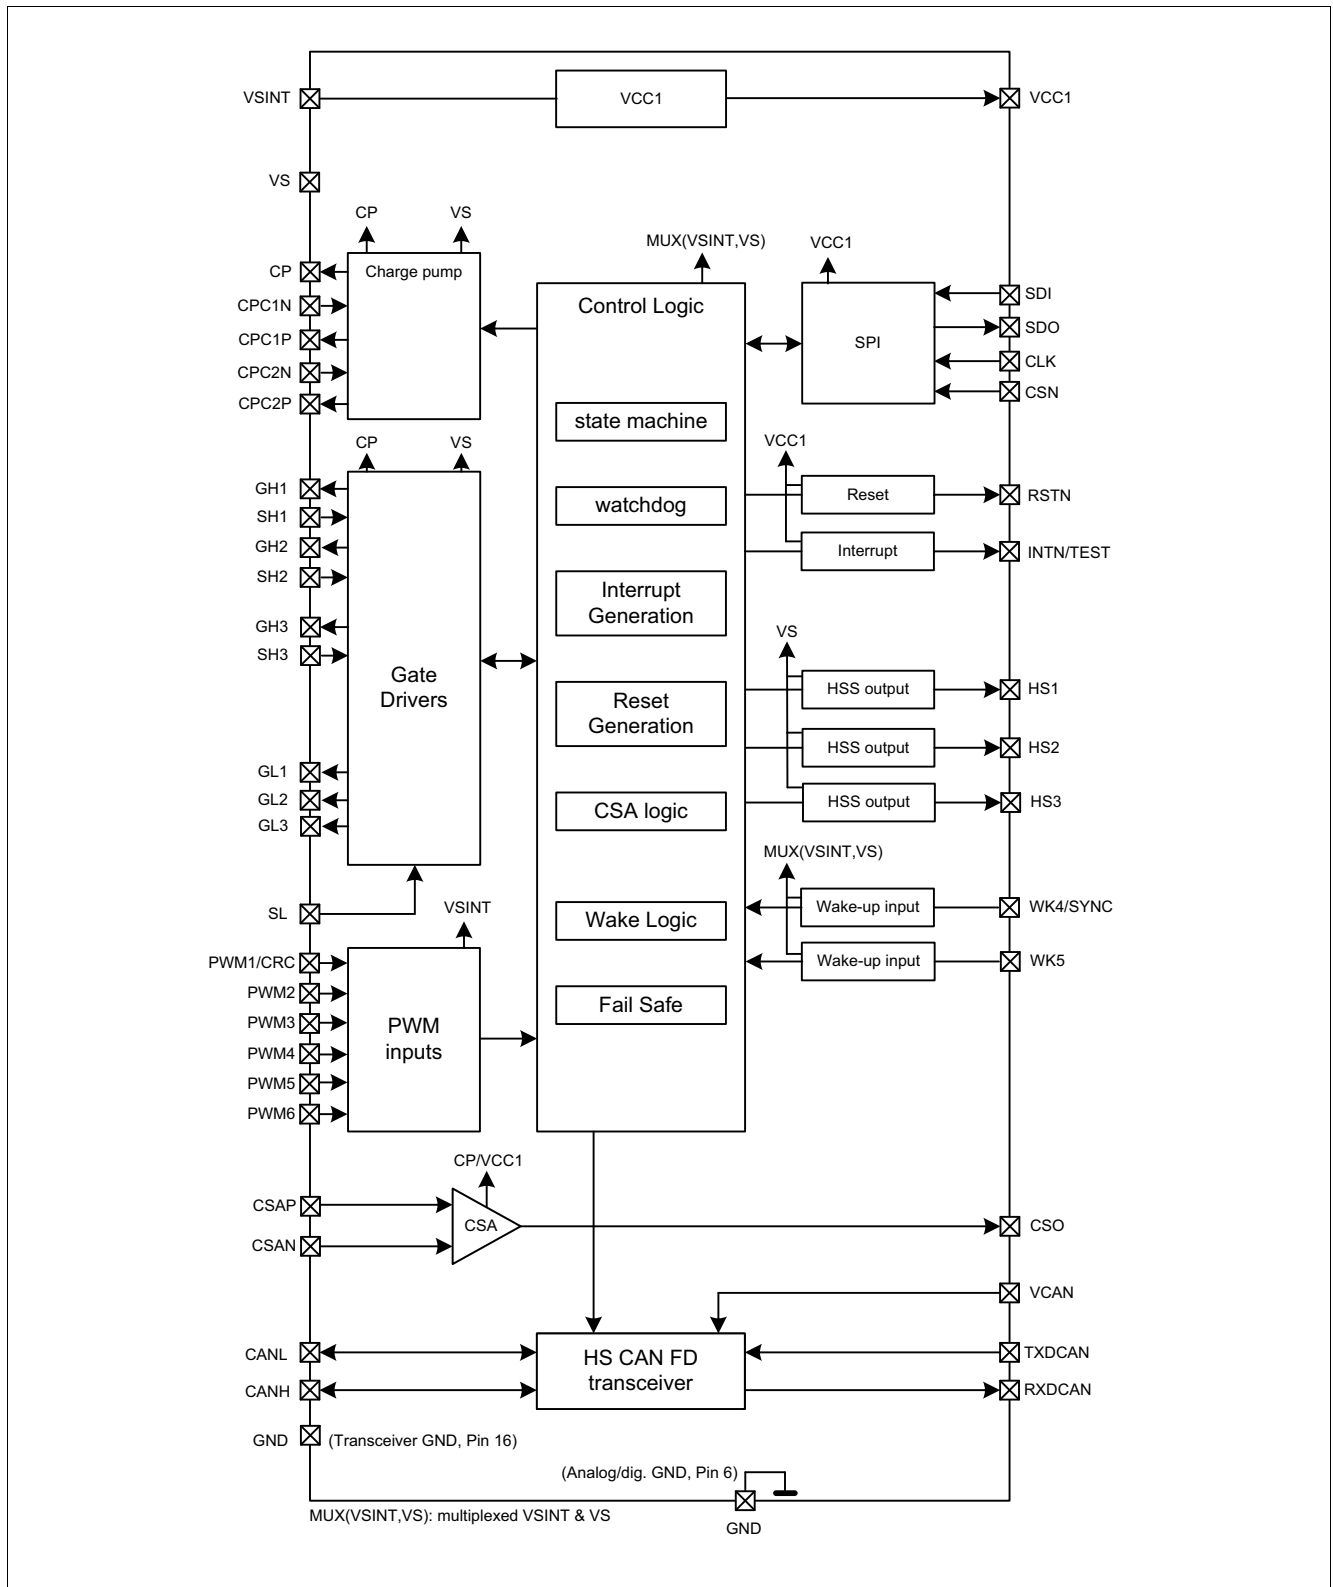 VSINT
VCC1
VCC1
VS
CP
VS
MUX(VSINT,VS)
VCC1
CP
Charge pump
CPC1N
CPC1P
CPC2N
CPC2P
Control Logic
SPI
SDI
SDO
CLK
CSN
state machine
CP
VS
VCC1
GH1
SH1
GH2
SH2
GH3
SH3
Gate
Drivers
GL1
GL2
GL3
SL
watchdog
Reset
RSTN
Interrupt
INTN/TEST
Interrupt
Generation
VS
Reset
Generation
HSS output
HS1
HSS output
HS2
HSS output
HS3
CSA logic
MUX(VSINT,VS)
Wake Logic
Wake-up input
WK4/SYNC
Wake-up input
WK5
Fail Safe
VSINT
PWM1/CRC
PWM2
PWM3
PWM4
PWM5
PWM6
PWM
inputs
CP/VCC1
CSAP
CSAN
CSA
CSO
VCAN
CANL
CANH
HS CAN FD
transceiver
TXDCAN
RXDCAN
GND
(Transceiver GND, Pin 16)
(Analog/dig. GND, Pin 6)
MUX(VSINT,VS): multiplexed VSINT & VS
GND